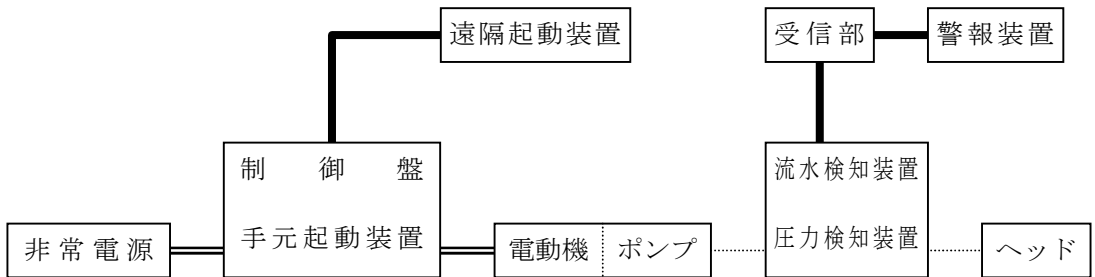 遠隔起動装置
受信部
警報装置
制御盤
流水検知装置
非常電源
手元起動装置
電動機
ポンプ
圧力検知装置
ヘッド